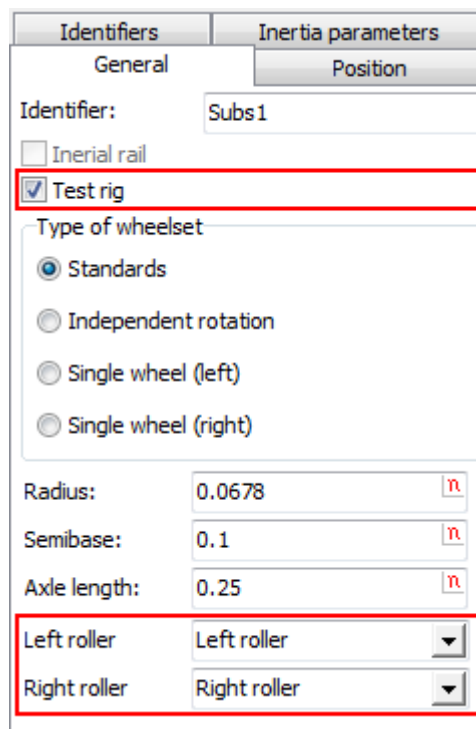 Identifiers Inertia parameters
General Position
Identifier: Subs1
Inerial rail
Test rig
Type of wheelset
Standards
Independent rotation
Single wheel (left)
Single wheel (right)
Radius: 0.0678 n
Semibase: 0.1 n
Axle length: 0.25 n
Left roller Left roller
Right roller Right roller